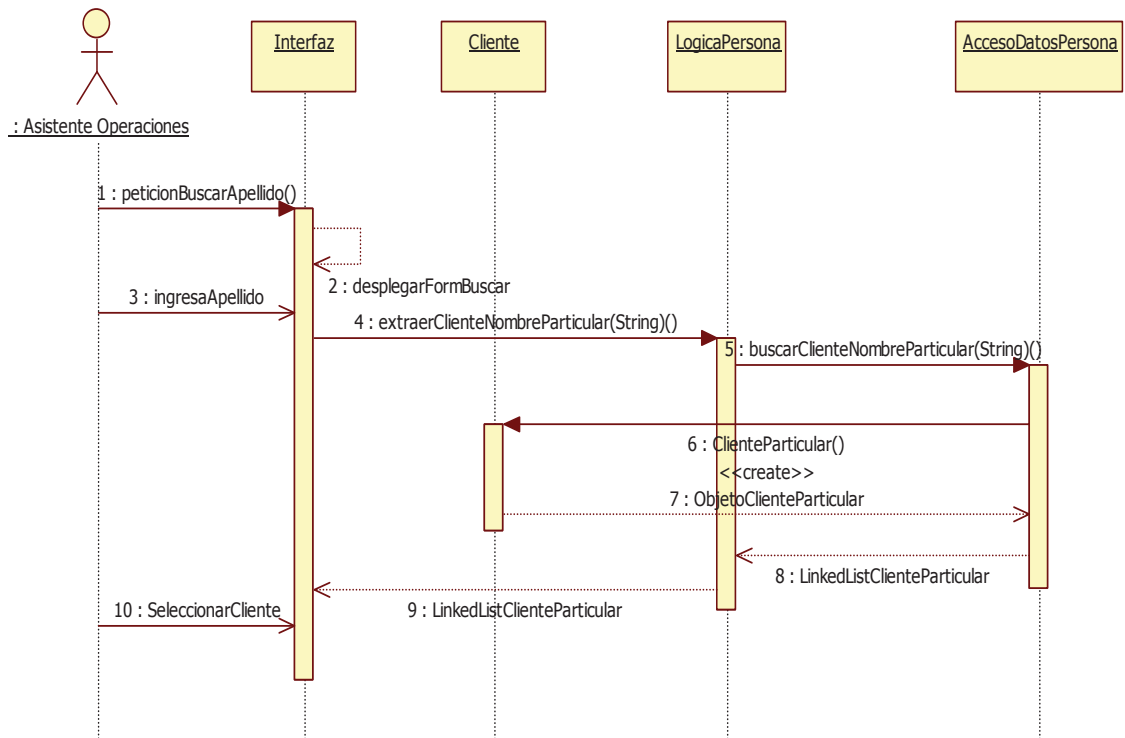 Interfaz
Cliente
LogicaPersona
AccesoDatosPersona
: Asistente Operaciones
1 : peticionBuscarApellido()
2 : desplegarFormBuscar
3 : ingresaApellido
4 : extraerClienteNombreParticular(String)()
5 : buscarClienteNombreParticular(String)()
6 : ClienteParticular()
<<create>>
7 : ObjetoClienteParticular
8 : LinkedListClienteParticular
9 : LinkedListClienteParticular
10 : SeleccionarCliente